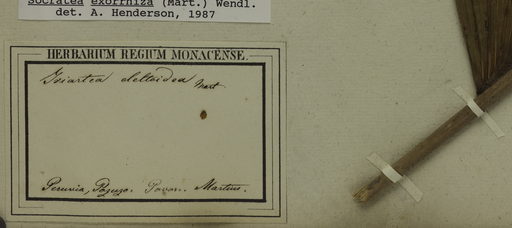 Socratea exorrhiza (Mart.) Wendl.
det. A. Henderson, 1987
HERBARIUM REGIUM MONACENSE.
Iriartea deltoidea Mart
Peruvia, Pozuzo. Pavon. Martius.